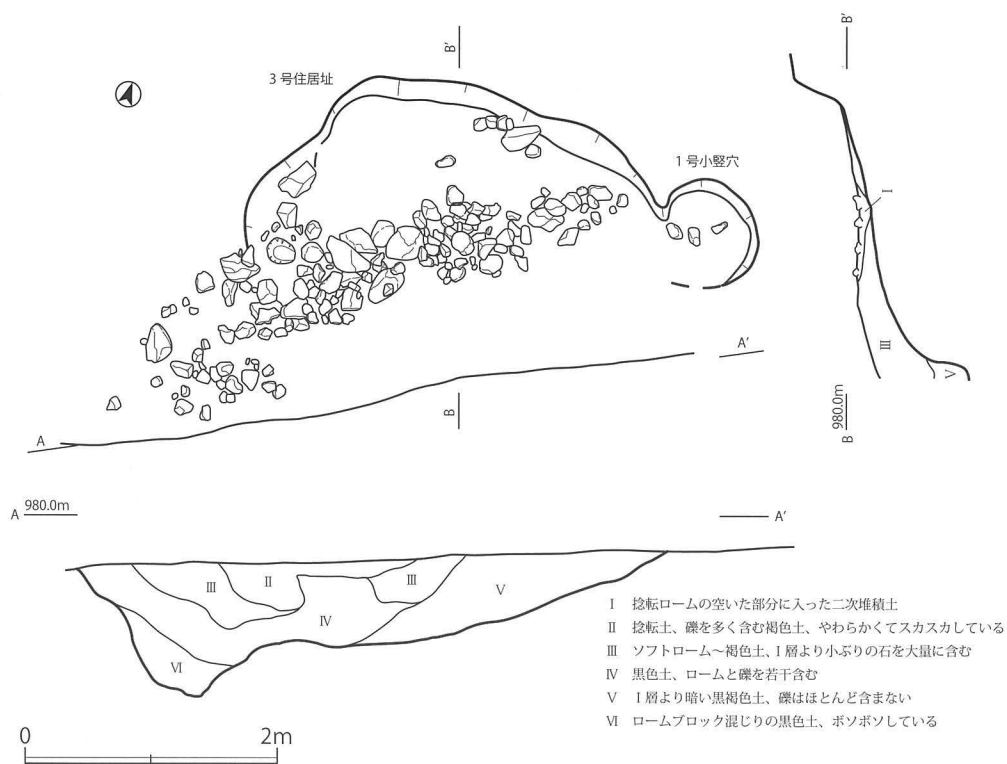 B'
B'
3号住居址
1号小竪穴
I
A'
III
V
A
B
B 980.0m
A 980.0m
A'
III
II
III
V
IV
VI
I 捻転ロームの空いた部分に入った二次堆積土
II 捻転土、礫を多く含む褐色土、やわらかくてスカスカしている
III ソフトローム～褐色土、I層より小ぶりの石を大量に含む
IV 黒色土、ロームと礫を若干含む
V I層より暗い黒褐色土、礫はほとんど含まない
VI ロームブロック混じりの黒色土、ボソボソしている
0 2m